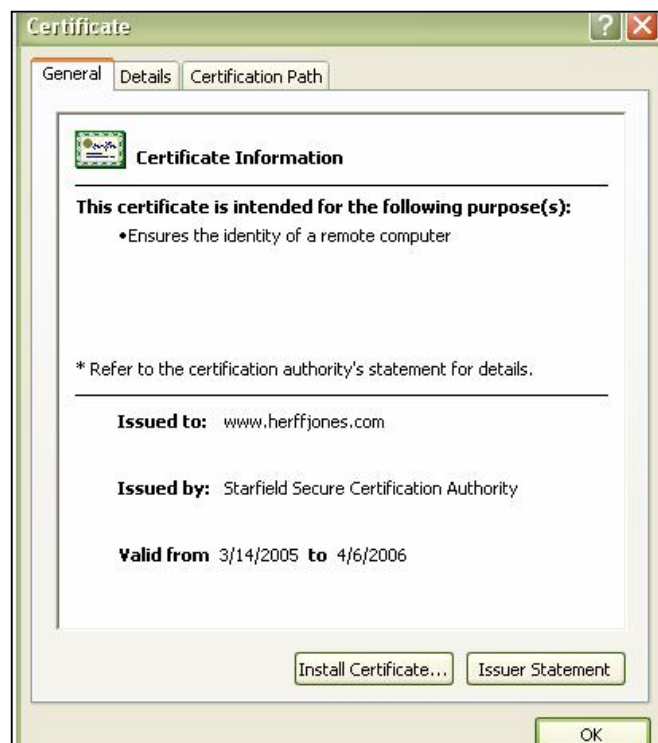 Certificate
General Details Certification Path
Certificate Information
This certificate is intended for the following purpose(s):
•Ensures the identity of a remote computer
* Refer to the certification authority's statement for details.
Issued to: www.herffjones.com
Issued by: Starfield Secure Certification Authority
Valid from 3/14/2005 to 4/6/2006
Install Certificate... Issuer Statement
OK